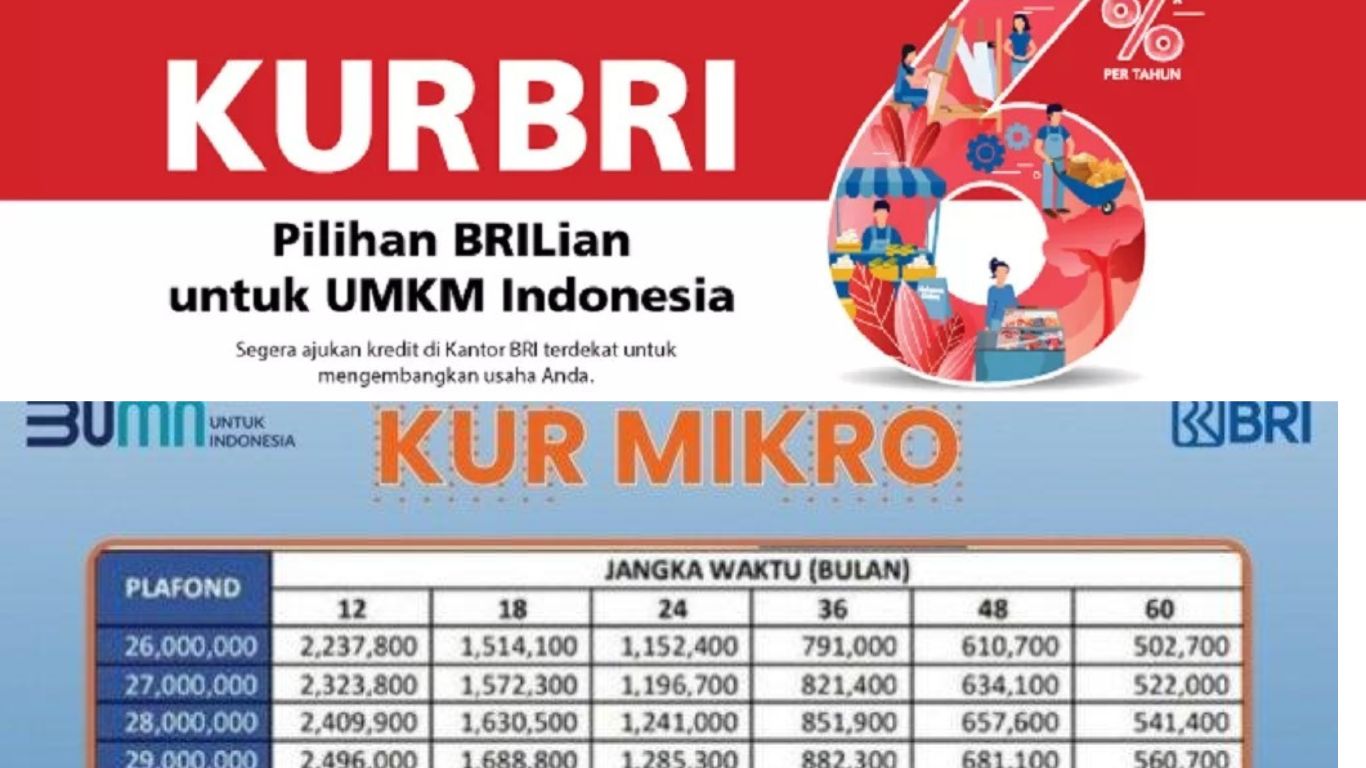 %*
PER TAHUN
KUR BRI
6
Pilihan BRILian
untuk UMKM Indonesia
Segera ajukan kredit di Kantor BRI terdekat untuk
mengembangkan usaha Anda.
BUMN UNTUK
INDONESIA
KUR MIKRO
BRI
PLAFOND
JANGKA WAKTU (BULAN)
12 18 24 36 48 60
26,000,000 2,237,800 1,514,100 1,152,400 791,000 610,700 502,700
27,000,000 2,323,800 1,572,300 1,196,700 821,400 634,100 522,000
28,000,000 2,409,900 1,630,500 1,241,000 851,900 657,600 541,400
29,000,000 2,496,000 1,688,800 1,285,300 882,300 681,100 560,700